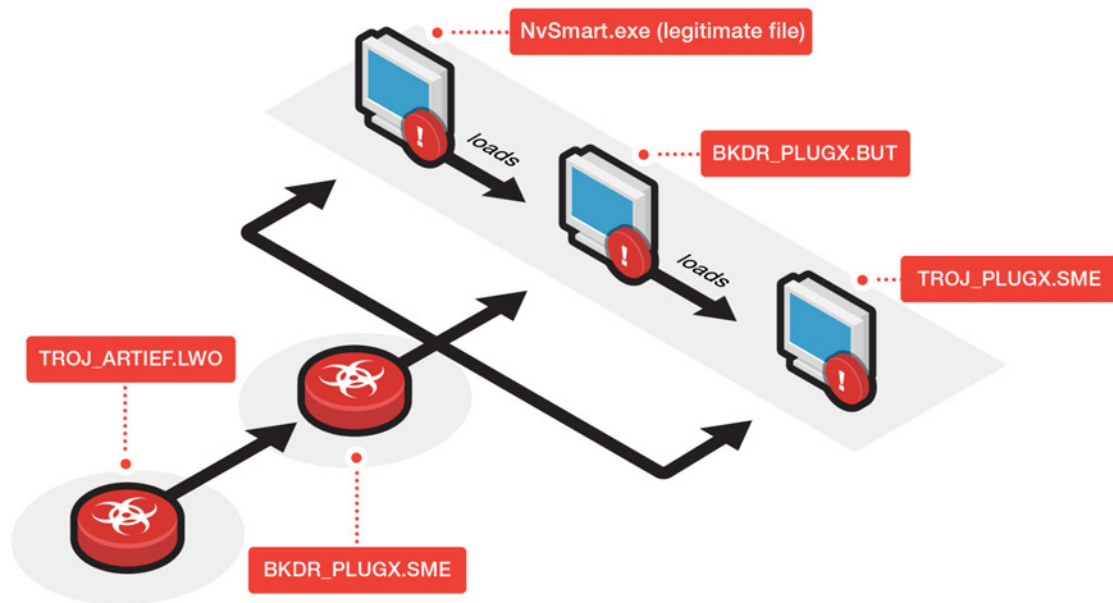 NvSmart.exe (legitimate file)
loads
BKDR_PLUGX.BUT
loads
TROJ_PLUGX.SME
TROJ_ARTIEF.LWO
BKDR_PLUGX.SME